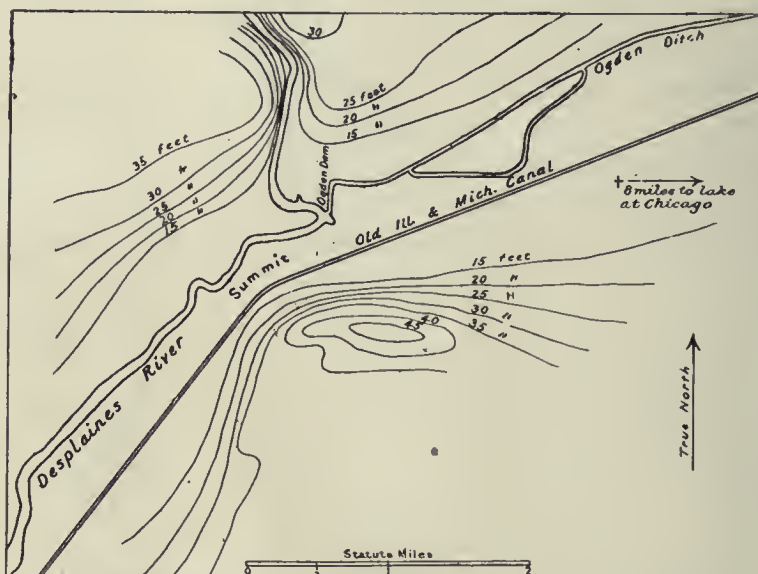 30
Ogden Ditch
25 feet
20 "
15 "
35 feet
30 "
25 "
20 "
15 "
Ogden Dam
8 miles to lake
at Chicago
Old Ill. & Mich. Canal
Summit
15 feet
20 "
25 "
30 "
35 "
45 40
Desplaines River
True North
Statute Miles
0 1 2